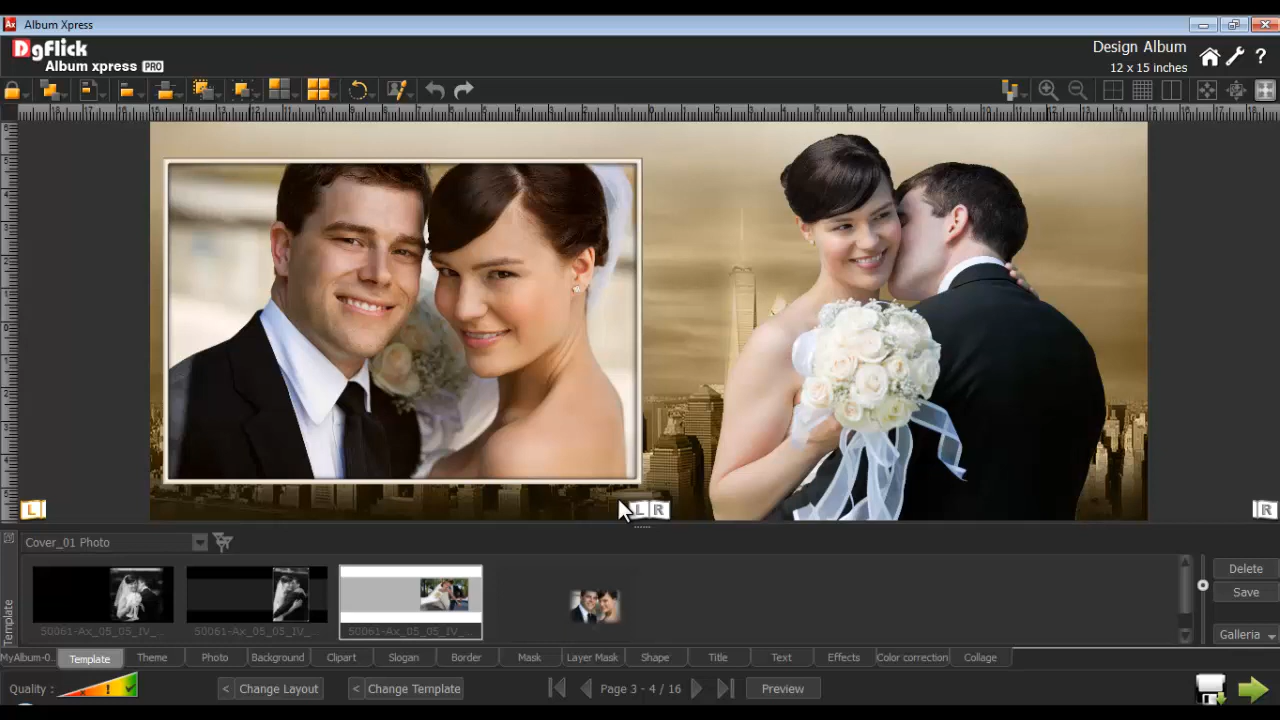 Ax Album Xpress
DgFlick
Album xpress PRO
Design Album
12 x 15 inches
L
L R
R
Cover_01 Photo
Template
50061-Ax_05_05_IV_...
50061-Ax_05_05_IV_...
50061-Ax_05_05_IV_...
Delete
Save
Galleria
MyAlbum-0...
Template
Theme
Photo
Background
Clipart
Slogan
Border
Mask
Layer Mask
Shape
Title
Text
Effects
Color correction
Collage
Quality :
< Change Layout
< Change Template
Page 3 - 4 / 16
Preview